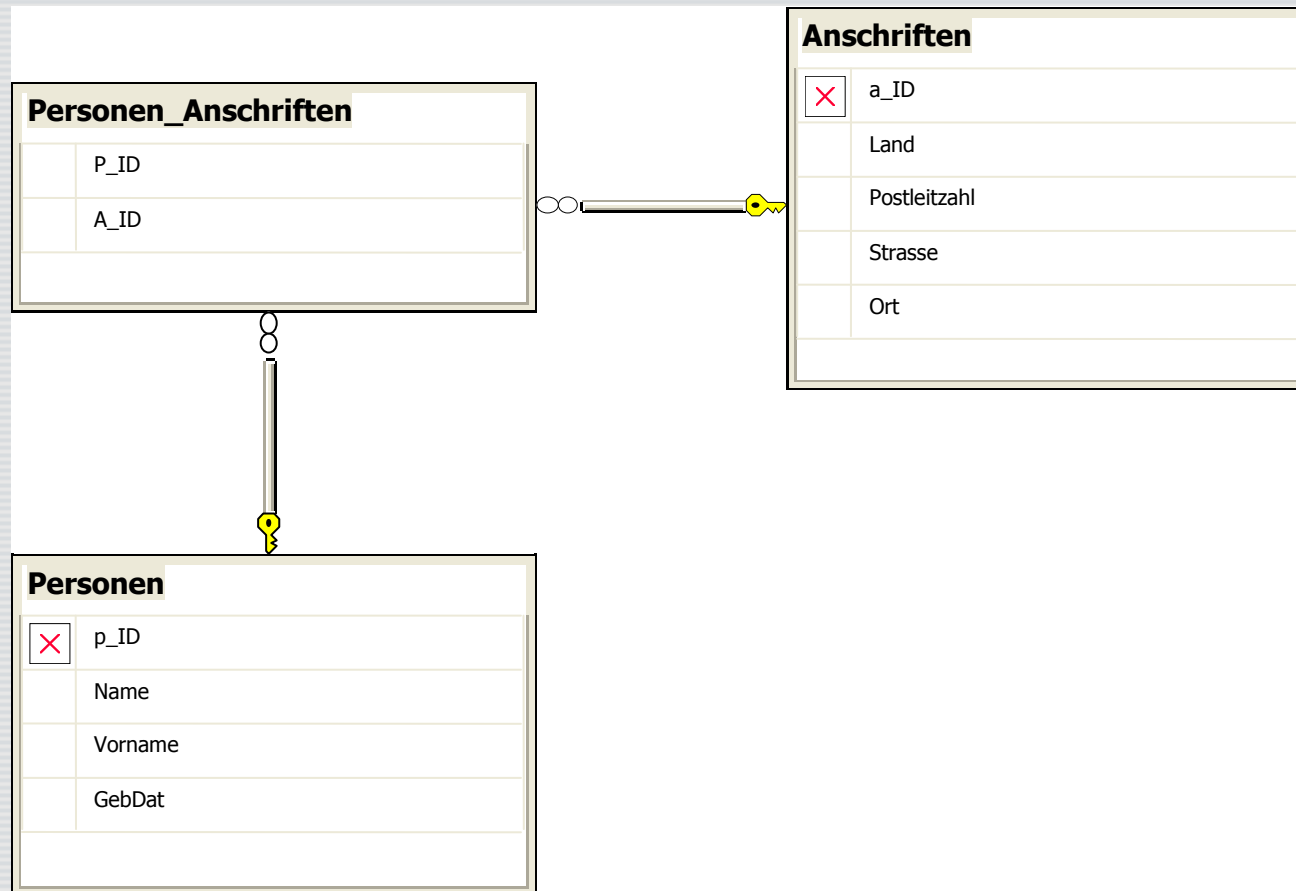 Personen_Anschriften
P_ID
A_ID
Anschriften
a_ID
Land
Postleitzahl
Strasse
Ort
Personen
p_ID
Name
Vorname
GebDat